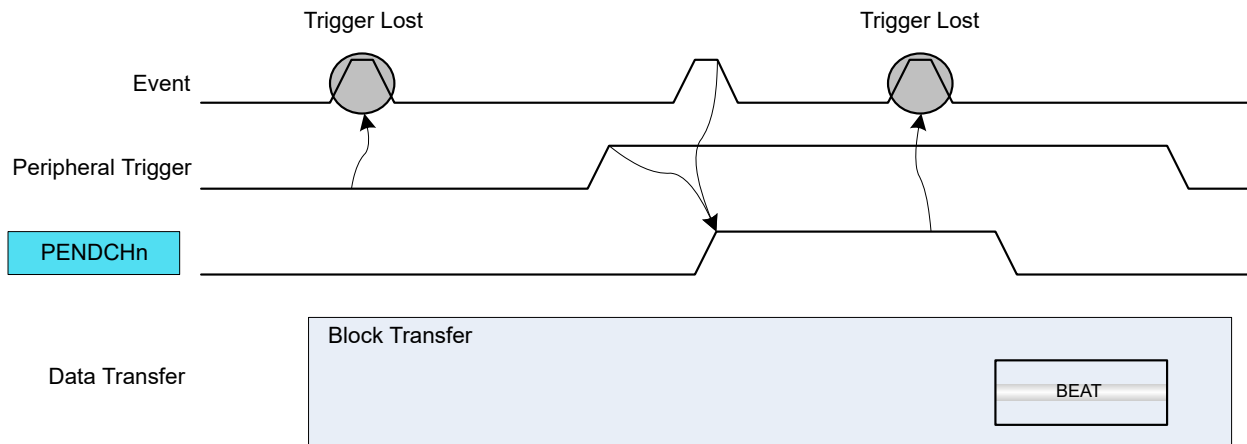 Trigger Lost
Trigger Lost
Event
Peripheral Trigger
PENDCHn
Block Transfer
Data Transfer
BEAT